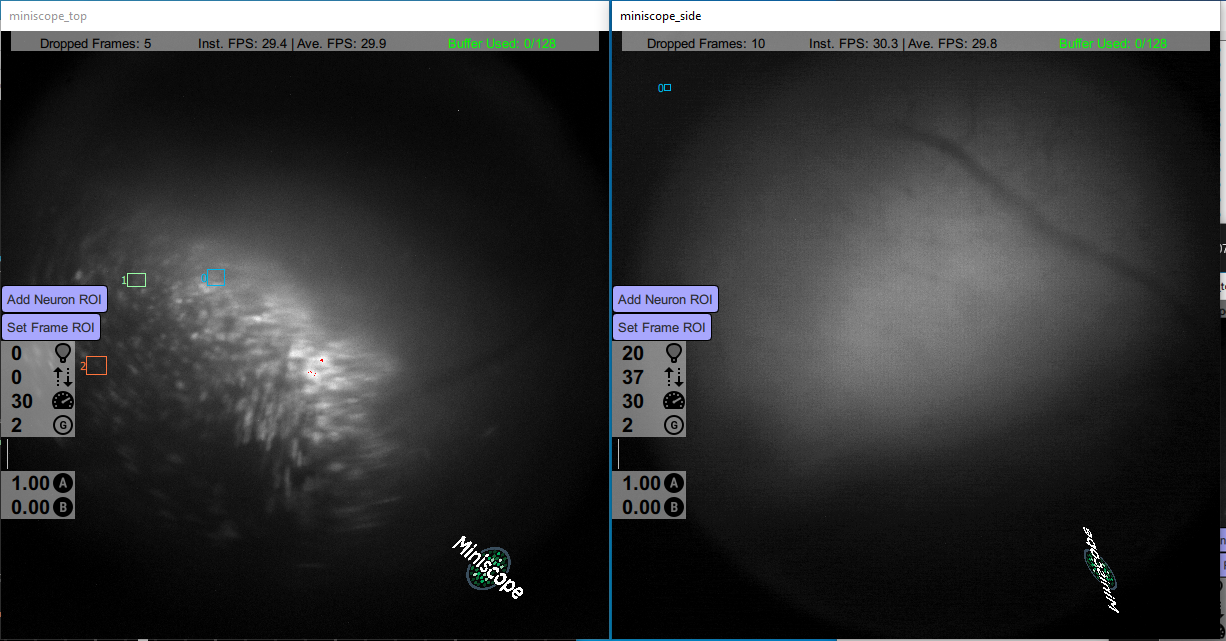 miniscope_top
Dropped Frames: 5 Inst. FPS: 29.4 | Ave. FPS: 29.9 Buffer Used: 0/128
1
0
Add Neuron ROI
Set Frame ROI
2
0
0
30
2 G
1.00 A
0.00 B
Miniscope
miniscope_side
Dropped Frames: 10 Inst. FPS: 30.3 | Ave. FPS: 29.8 Buffer Used: 0/128
0
Add Neuron ROI
Set Frame ROI
20
37
30
2 G
1.00 A
0.00 B
Miniscope